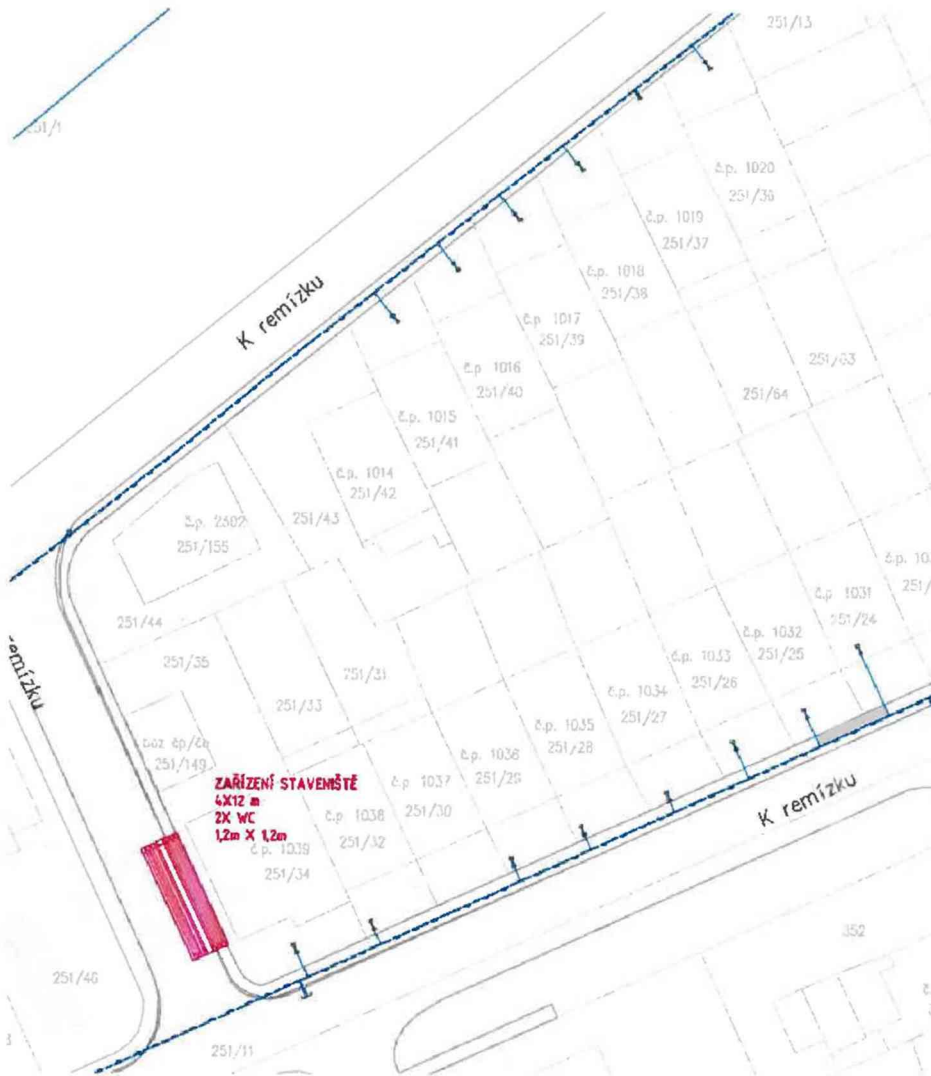 251/13
251/1
č.p. 1020
251/36
č.p. 1019
251/37
č.p. 1018
251/38
K remízku
č.p. 1017
251/39
č.p. 1016
251/40
251/63
251/64
č.p. 1015
251/41
č.p. 1014
251/42
251/43
č.p. 2302
251/155
č.p. 1031
251/24
251/44
č.p. 1032
251/25
251/35
251/31
č.p. 1033
251/26
251/33
č.p. 1034
251/27
č.p. 1035
251/28
č.p. 1036
251/29
251/149
ZAŘÍZENÍ STAVENIŠTĚ
4X12 m
2X WC
1,2m X 1,2m
č.p. 1037
251/30
č.p. 1038
251/32
č.p. 1039
251/34
K remízku
352
251/46
251/11